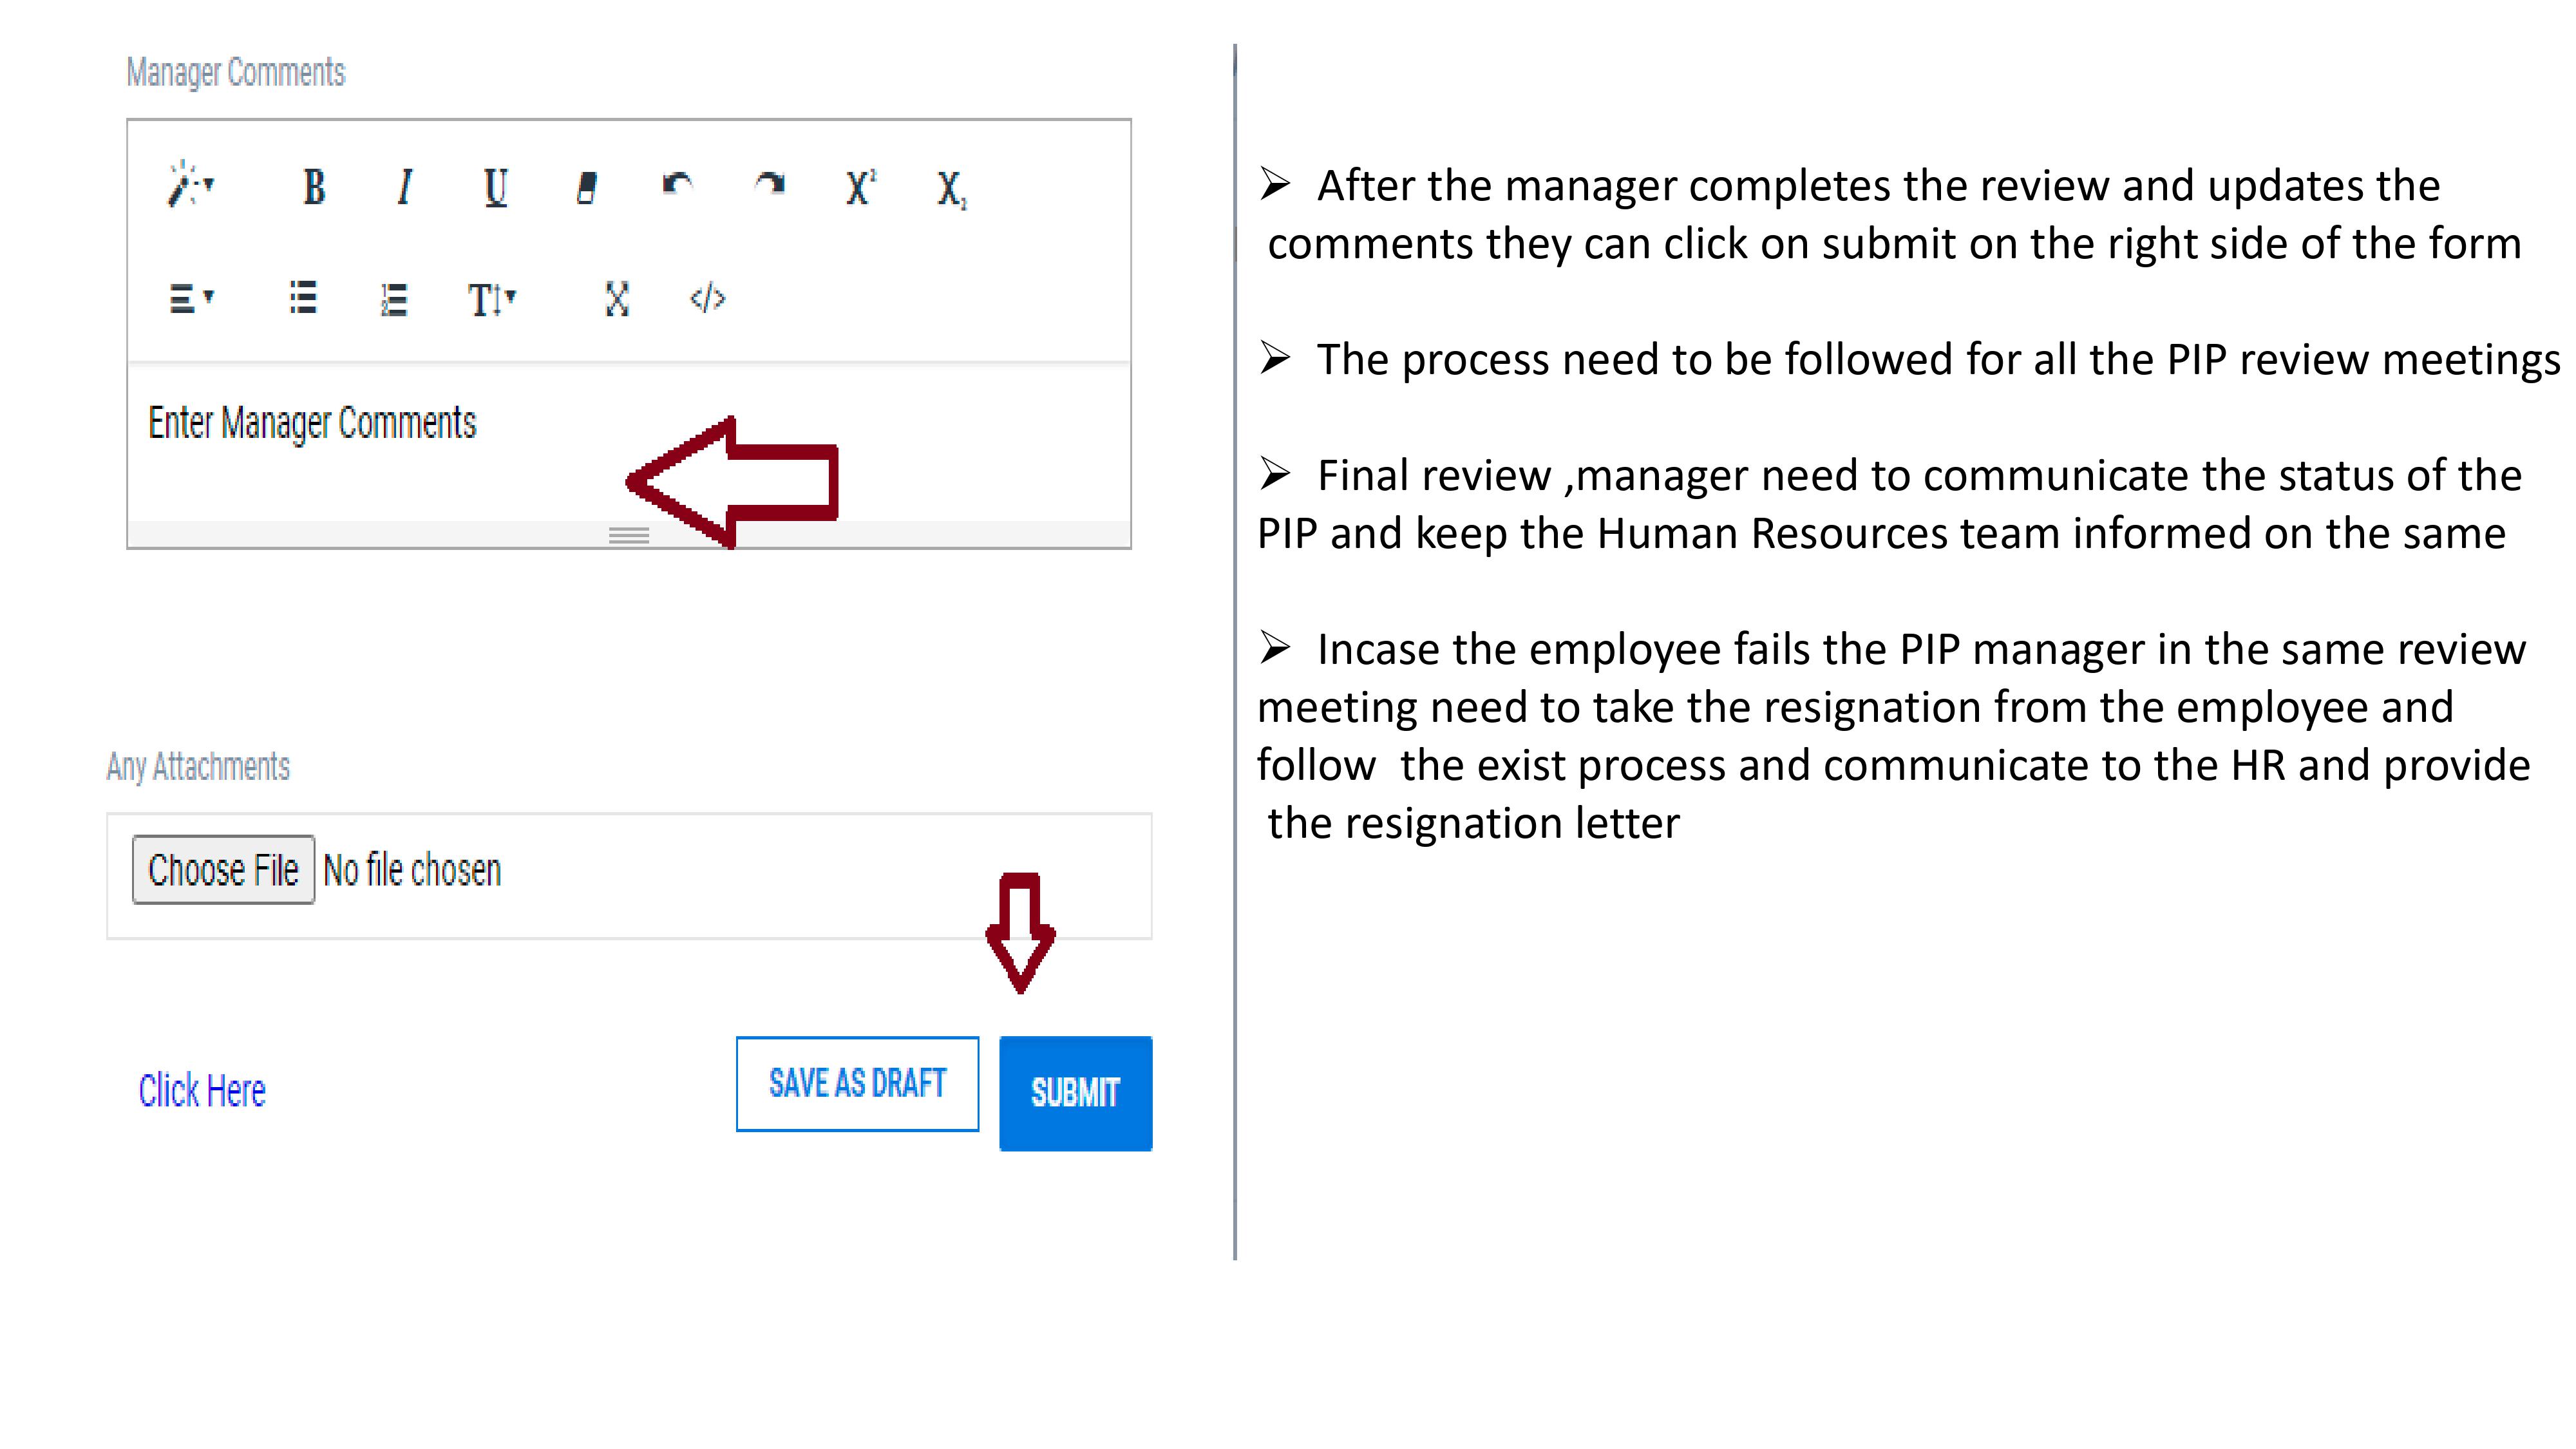 Manager Comments
B I U X² X₂
T
</>
Enter Manager Comments
Any Attachments
Choose File No file chosen
Click Here
SAVE AS DRAFT
SUBMIT
➢ After the manager completes the review and updates the
comments they can click on submit on the right side of the form
➢ The process need to be followed for all the PIP review meetings
➢ Final review ,manager need to communicate the status of the
PIP and keep the Human Resources team informed on the same
➢ Incase the employee fails the PIP manager in the same review
meeting need to take the resignation from the employee and
follow  the exist process and communicate to the HR and provide
the resignation letter